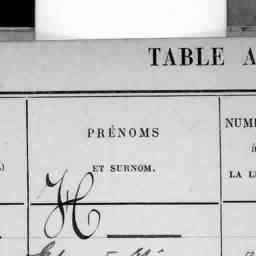 TABLE A
PRÉNOMS
NUM
ET SURNOM.
LA L
H